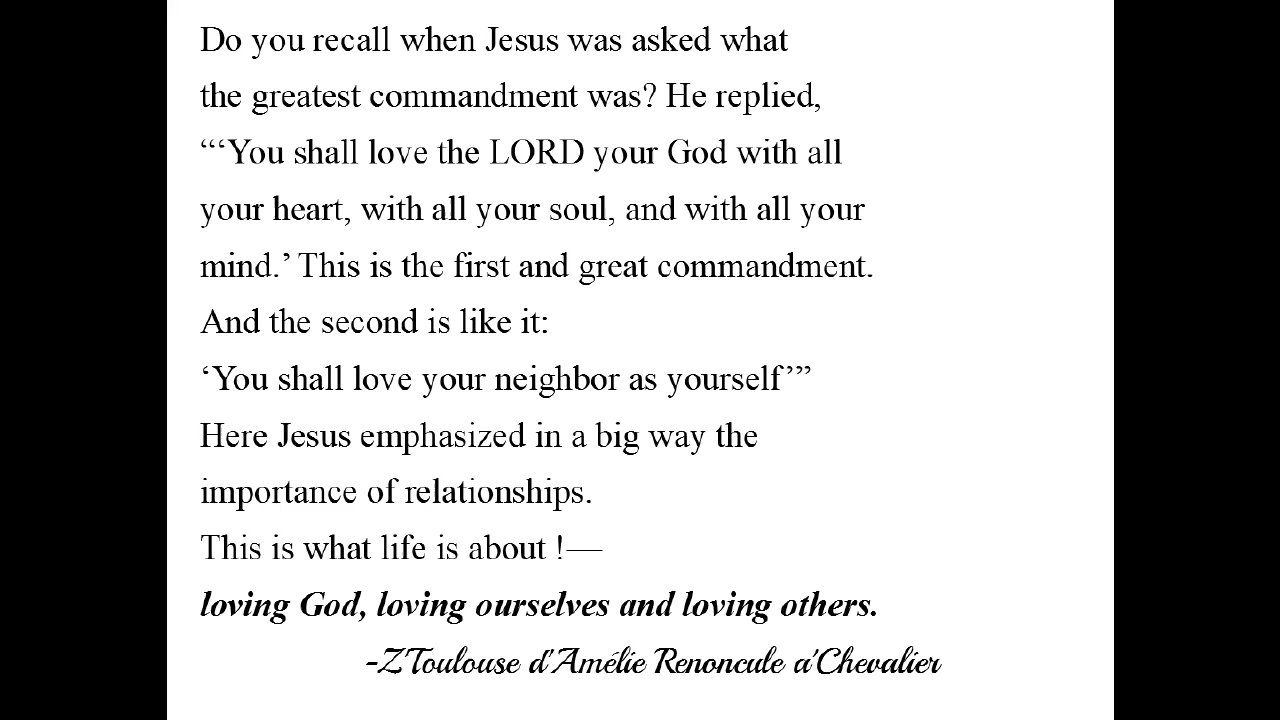 Do you recall when Jesus was asked what
the greatest commandment was? He replied,
“‘You shall love the LORD your God with all
your heart, with all your soul, and with all your
mind.’ This is the first and great commandment.
And the second is like it:
‘You shall love your neighbor as yourself’”
Here Jesus emphasized in a big way the
importance of relationships.
This is what life is about !—
loving God, loving ourselves and loving others.
-Z Toulouse d'Amélie Renoncule a'Chevalier